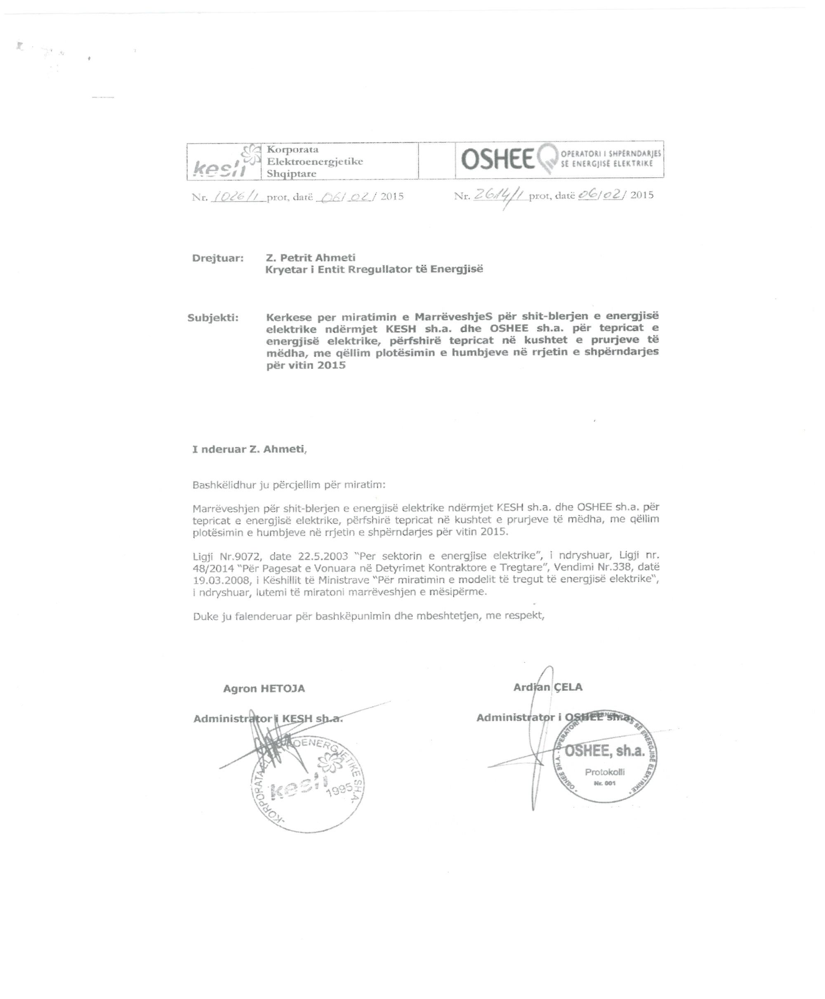 kesh
Korporata
Elektroenergjetike
Shqiptare
OSHEE
OPERATORI I SHPËRNDARJES
SË ENERGJISË ELEKTRIKE
Nr. 1026/1 prot, datë 06/02/2015
Nr. 2614/1 prot, datë 06/02/2015
Drejtuar: Z. Petrit Ahmeti
Kryetar i Entit Rregullator të Energjisë
Subjekti: Kerkese per miratimin e MarrëveshjeS për shit-blerjen e energjisë
elektrike ndërmjet KESH sh.a. dhe OSHEE sh.a. për tepricat e
energjisë elektrike, përfshirë tepricat në kushtet e prurjeve të
mëdha, me qëllim plotësimin e humbjeve në rrjetin e shpërndarjes
për vitin 2015
I nderuar Z. Ahmeti,
Bashkëlidhur ju përcjellim për miratim:
Marrëveshjen për shit-blerjen e energjisë elektrike ndërmjet KESH sh.a. dhe OSHEE sh.a. për
tepricat e energjisë elektrike, përfshirë tepricat në kushtet e prurjeve të mëdha, me qëllim
plotësimin e humbjeve në rrjetin e shpërndarjes për vitin 2015.
Ligji Nr.9072, date 22.5.2003 "Per sektorin e energjise elektrike", i ndryshuar, Ligji nr.
48/2014 "Për Pagesat e Vonuara në Detyrimet Kontraktore e Tregtare", Vendimi Nr.338, datë
19.03.2008, i Këshillit të Ministrave "Për miratimin e modelit të tregut të energjisë elektrike",
i ndryshuar, lutemi të miratoni marrëveshjen e mësipërme.
Duke ju falenderuar për bashkëpunimin dhe mbeshtetjen, me respekt,
Agron HETOJA
Administrator i KESH sh.a.
Ardian ÇELA
Administrator i OSHEE sh.a.
kesh
1995
OSHEE, sh.a.
Protokolli
Nr. 001